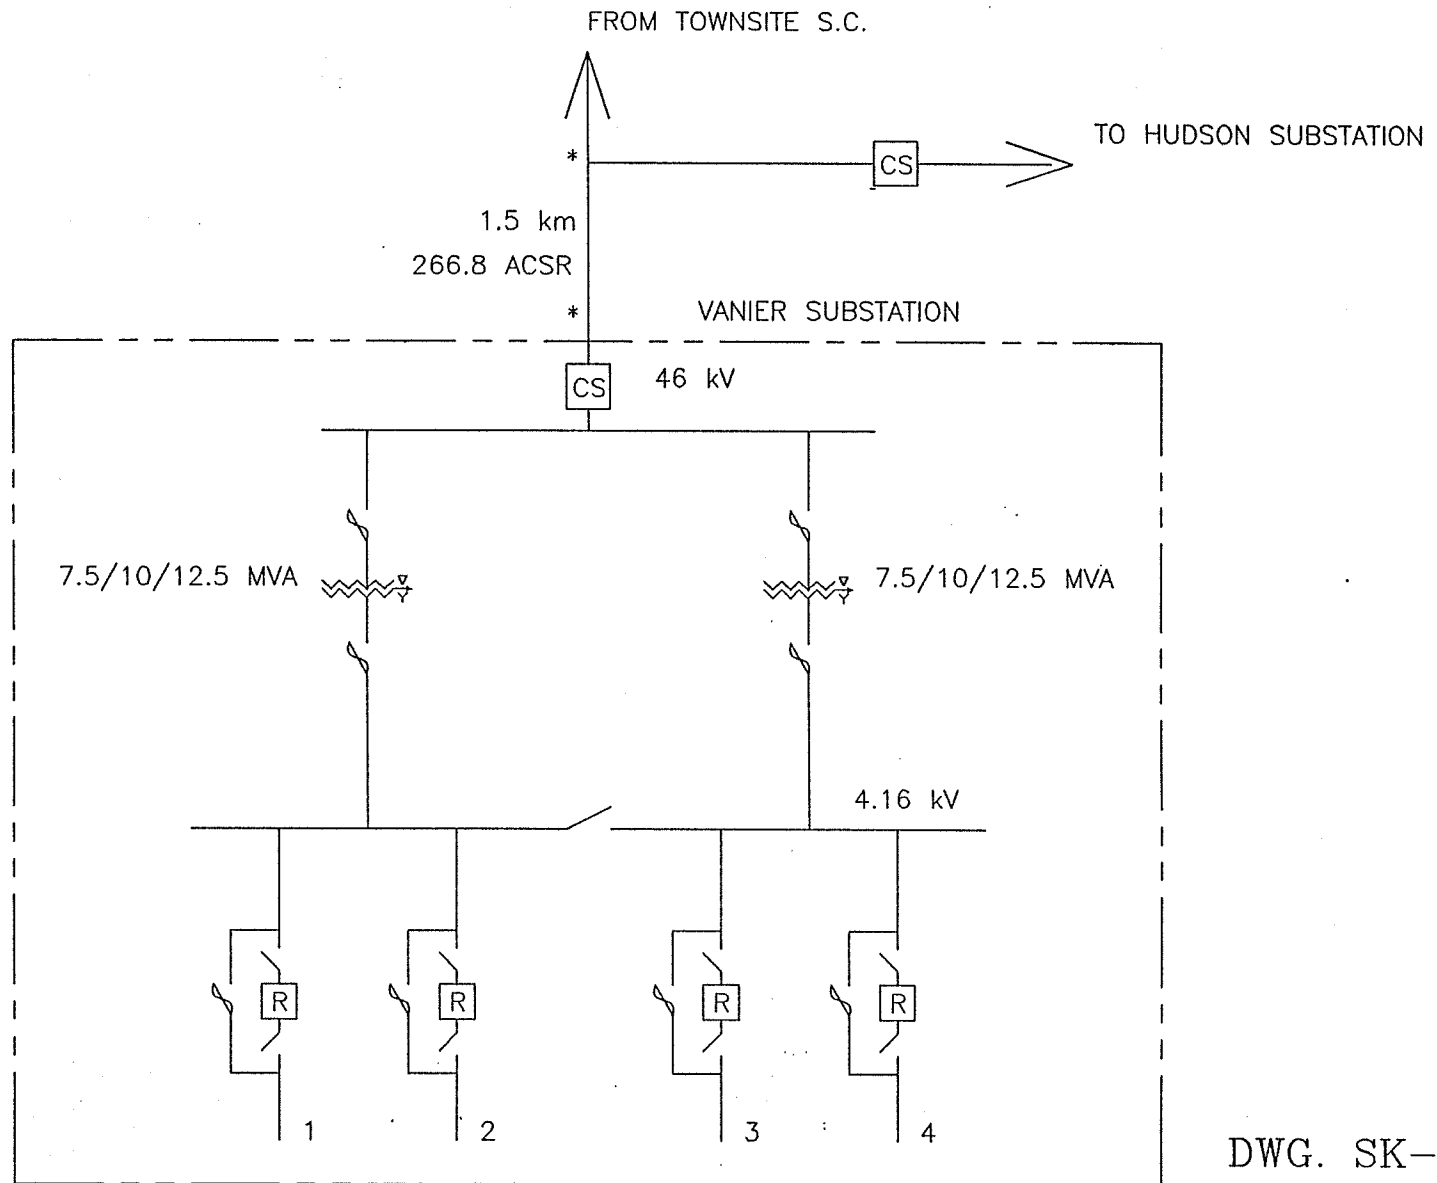 FROM TOWNSITE S.C.
TO HUDSON SUBSTATION
CS
*
1.5 km
266.8 ACSR
*
VANIER SUBSTATION
CS
46 kV
7.5/10/12.5 MVA
Y
7.5/10/12.5 MVA
Y
4.16 kV
R
R
R
R
1
2
3
4
DWG. SK-